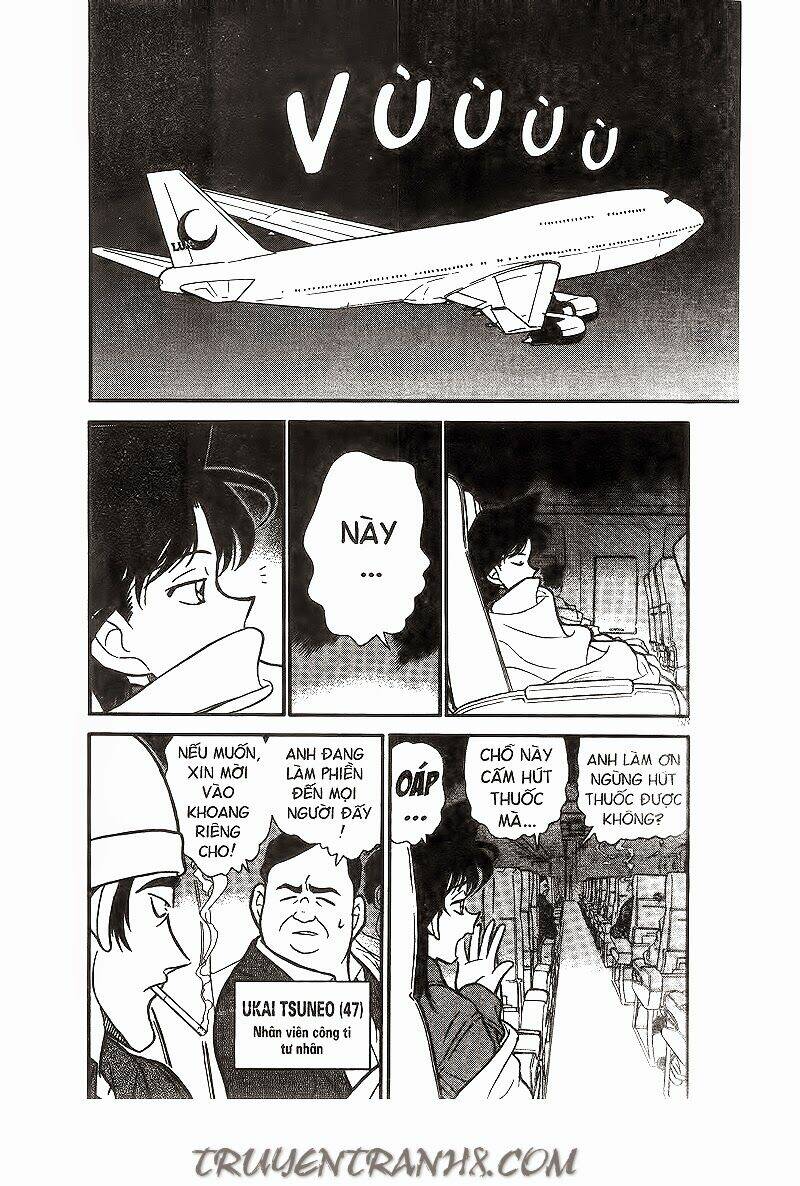 VÙÙÙÙ
LUN
NÀY
...
ANH LÀM ƠN
NGỪNG HÚT
THUỐC ĐƯỢC
KHÔNG?
CHỖ NÀY
CẤM HÚT
THUỐC
MÀ...
OÁP
...
ANH ĐANG
LÀM PHIỀN
ĐẾN MỌI
NGƯỜI ĐẤY
!
NẾU MUỐN,
XIN MỜI
VÀO
KHOANG
RIÊNG
CHO!
UKAI TSUNEO (47)
Nhân viên công ti
tư nhân
TRUYENTRANH8.COM